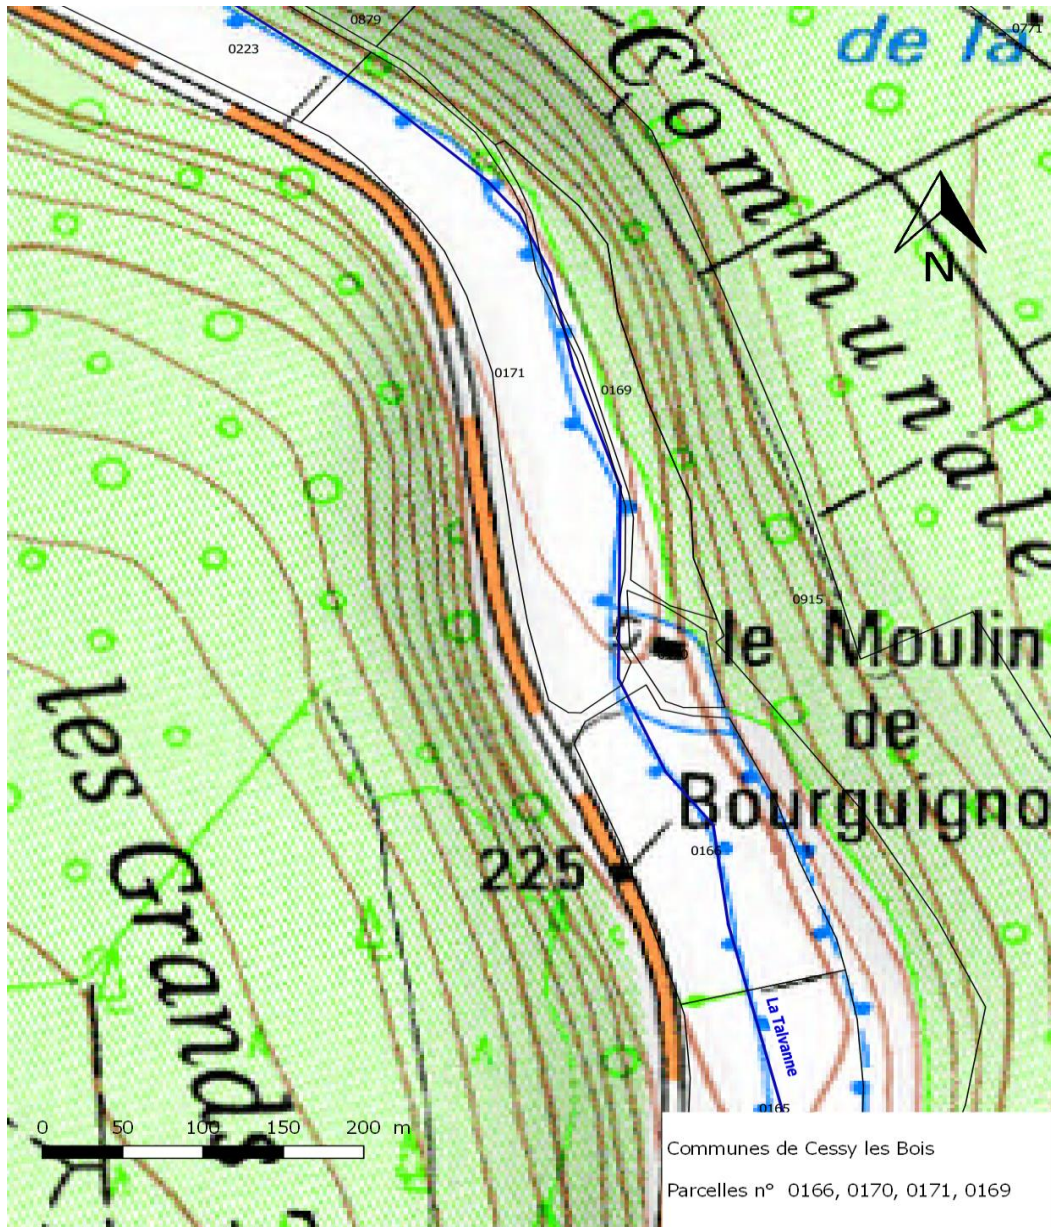 0879
0223
0771
de la
Communale
N
0171
0169
0915
le Moulin
de
Bourguigno
0166
225
les Grands
La Talvanne
0165
0 50 100 150 200 m
Communes de Cessy les Bois
Parcelles n° 0166, 0170, 0171, 0169